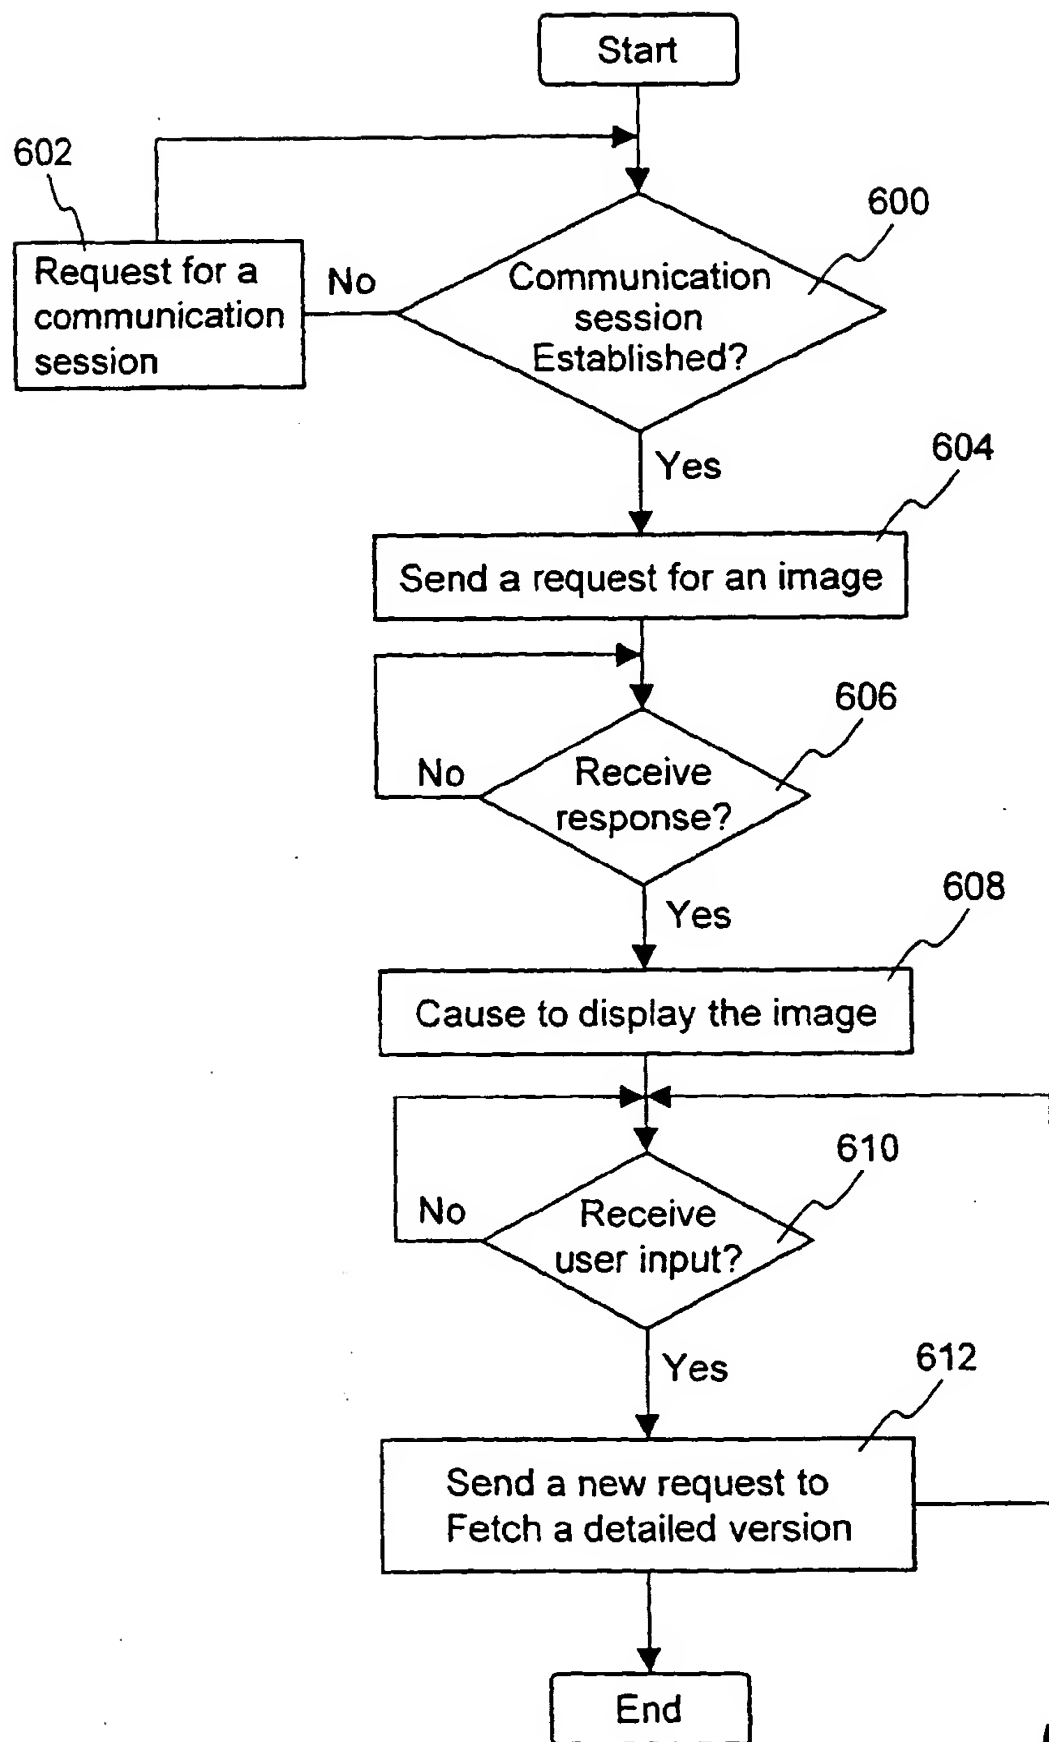 Start
602
600
Request for a
communication
session
No
Communication
session
Established?
Yes
604
Send a request for an image
606
No
Receive
response?
Yes
608
Cause to display the image
610
No
Receive
user input?
Yes
612
Send a new request to
Fetch a detailed version
End